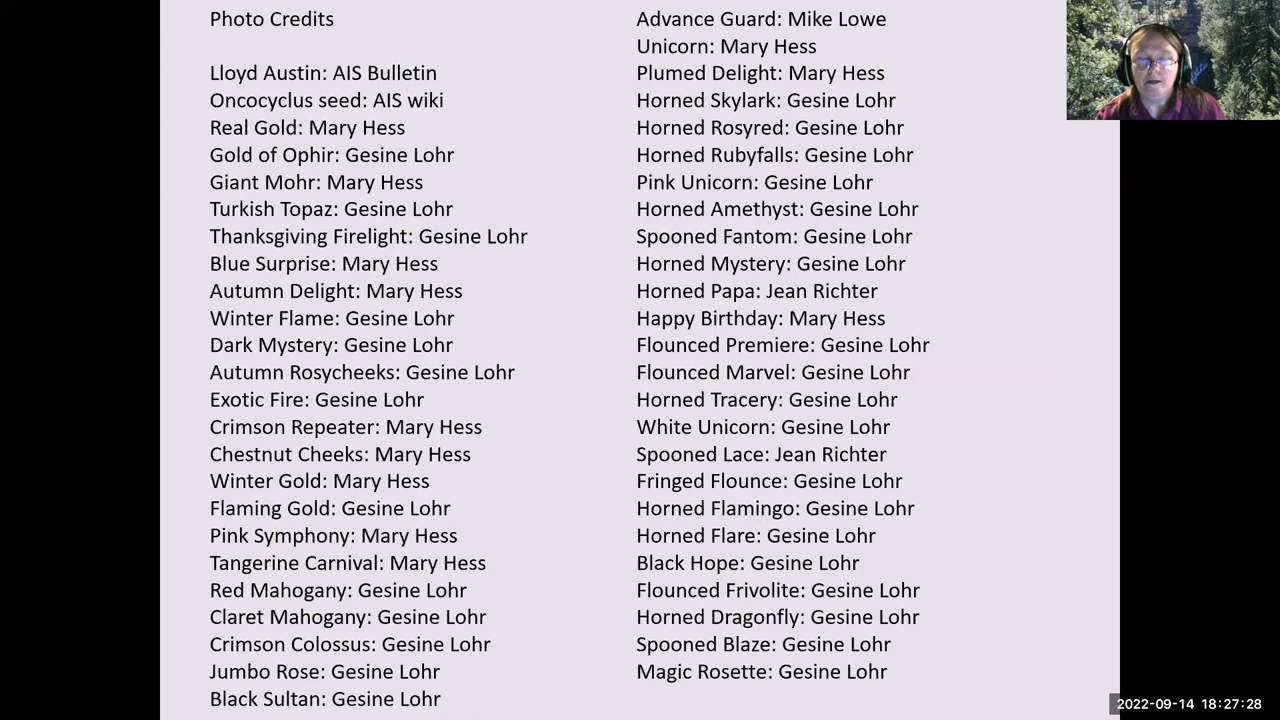 Photo Credits
Lloyd Austin: AIS Bulletin
Oncocyclus seed: AIS wiki
Real Gold: Mary Hess
Gold of Ophir: Gesine Lohr
Giant Mohr: Mary Hess
Turkish Topaz: Gesine Lohr
Thanksgiving Firelight: Gesine Lohr
Blue Surprise: Mary Hess
Autumn Delight: Mary Hess
Winter Flame: Gesine Lohr
Dark Mystery: Gesine Lohr
Autumn Rosycheeks: Gesine Lohr
Exotic Fire: Gesine Lohr
Crimson Repeater: Mary Hess
Chestnut Cheeks: Mary Hess
Winter Gold: Mary Hess
Flaming Gold: Gesine Lohr
Pink Symphony: Mary Hess
Tangerine Carnival: Mary Hess
Red Mahogany: Gesine Lohr
Claret Mahogany: Gesine Lohr
Crimson Colossus: Gesine Lohr
Jumbo Rose: Gesine Lohr
Black Sultan: Gesine Lohr
Advance Guard: Mike Lowe
Unicorn: Mary Hess
Plumed Delight: Mary Hess
Horned Skylark: Gesine Lohr
Horned Rosyred: Gesine Lohr
Horned Rubyfalls: Gesine Lohr
Pink Unicorn: Gesine Lohr
Horned Amethyst: Gesine Lohr
Spooned Fantom: Gesine Lohr
Horned Mystery: Gesine Lohr
Horned Papa: Jean Richter
Happy Birthday: Mary Hess
Flounced Premiere: Gesine Lohr
Flounced Marvel: Gesine Lohr
Horned Tracery: Gesine Lohr
White Unicorn: Gesine Lohr
Spooned Lace: Jean Richter
Fringed Flounce: Gesine Lohr
Horned Flamingo: Gesine Lohr
Horned Flare: Gesine Lohr
Black Hope: Gesine Lohr
Flounced Frivolite: Gesine Lohr
Horned Dragonfly: Gesine Lohr
Spooned Blaze: Gesine Lohr
Magic Rosette: Gesine Lohr
2022-09-14 18:27:28